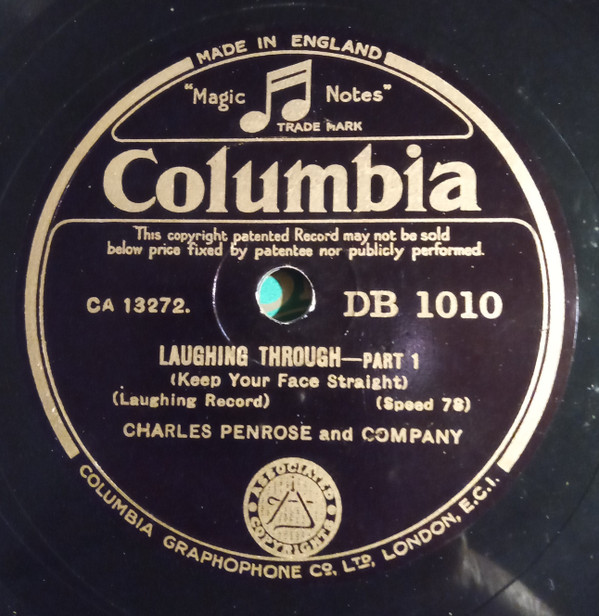 MADE IN ENGLAND
"Magic Notes"
TRADE MARK
Columbia
This copyright patented Record may not be sold
below price fixed by patentee nor publicly performed.
CA 13272. DB 1010
LAUGHING THROUGH—PART 1
(Keep Your Face Straight)
(Laughing Record) (Speed 78)
CHARLES PENROSE and COMPANY
ASSOCIATED
COPYRIGHTS
COLUMBIA GRAPHOPHONE CO., LTD, LONDON, E.C.1.